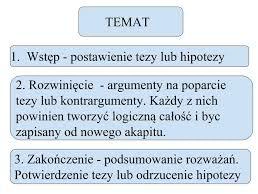 TEMAT
1. Wstęp - postawienie tezy lub hipotezy
2. Rozwinięcie - argumenty na poparcie
tezy lub kontrargumenty. Każdy z nich
powinien tworzyć logiczną całość i byc
zapisany od nowego akapitu.
3. Zakończenie - podsumowanie rozważań.
Potwierdzenie tezy lub odrzucenie hipotezy